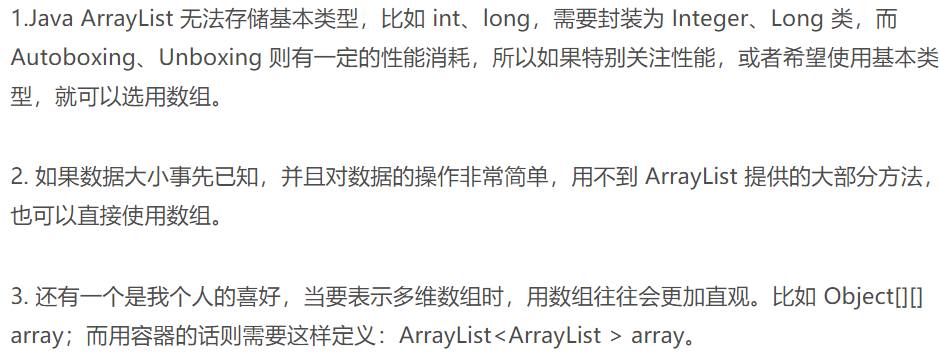 1.Java ArrayList 无法存储基本类型，比如 int、long，需要封装为 Integer、Long 类，而
Autoboxing、Unboxing 则有一定的性能消耗，所以如果特别关注性能，或者希望使用基本类
型，就可以选用数组。
2. 如果数据大小事先已知，并且对数据的操作非常简单，用不到 ArrayList 提供的大部分方法，
也可以直接使用数组。
3. 还有一个是我个人的喜好，当要表示多维数组时，用数组往往会更加直观。比如 Object[][]
array；而用容器的话则需要这样定义：ArrayList<ArrayList > array。